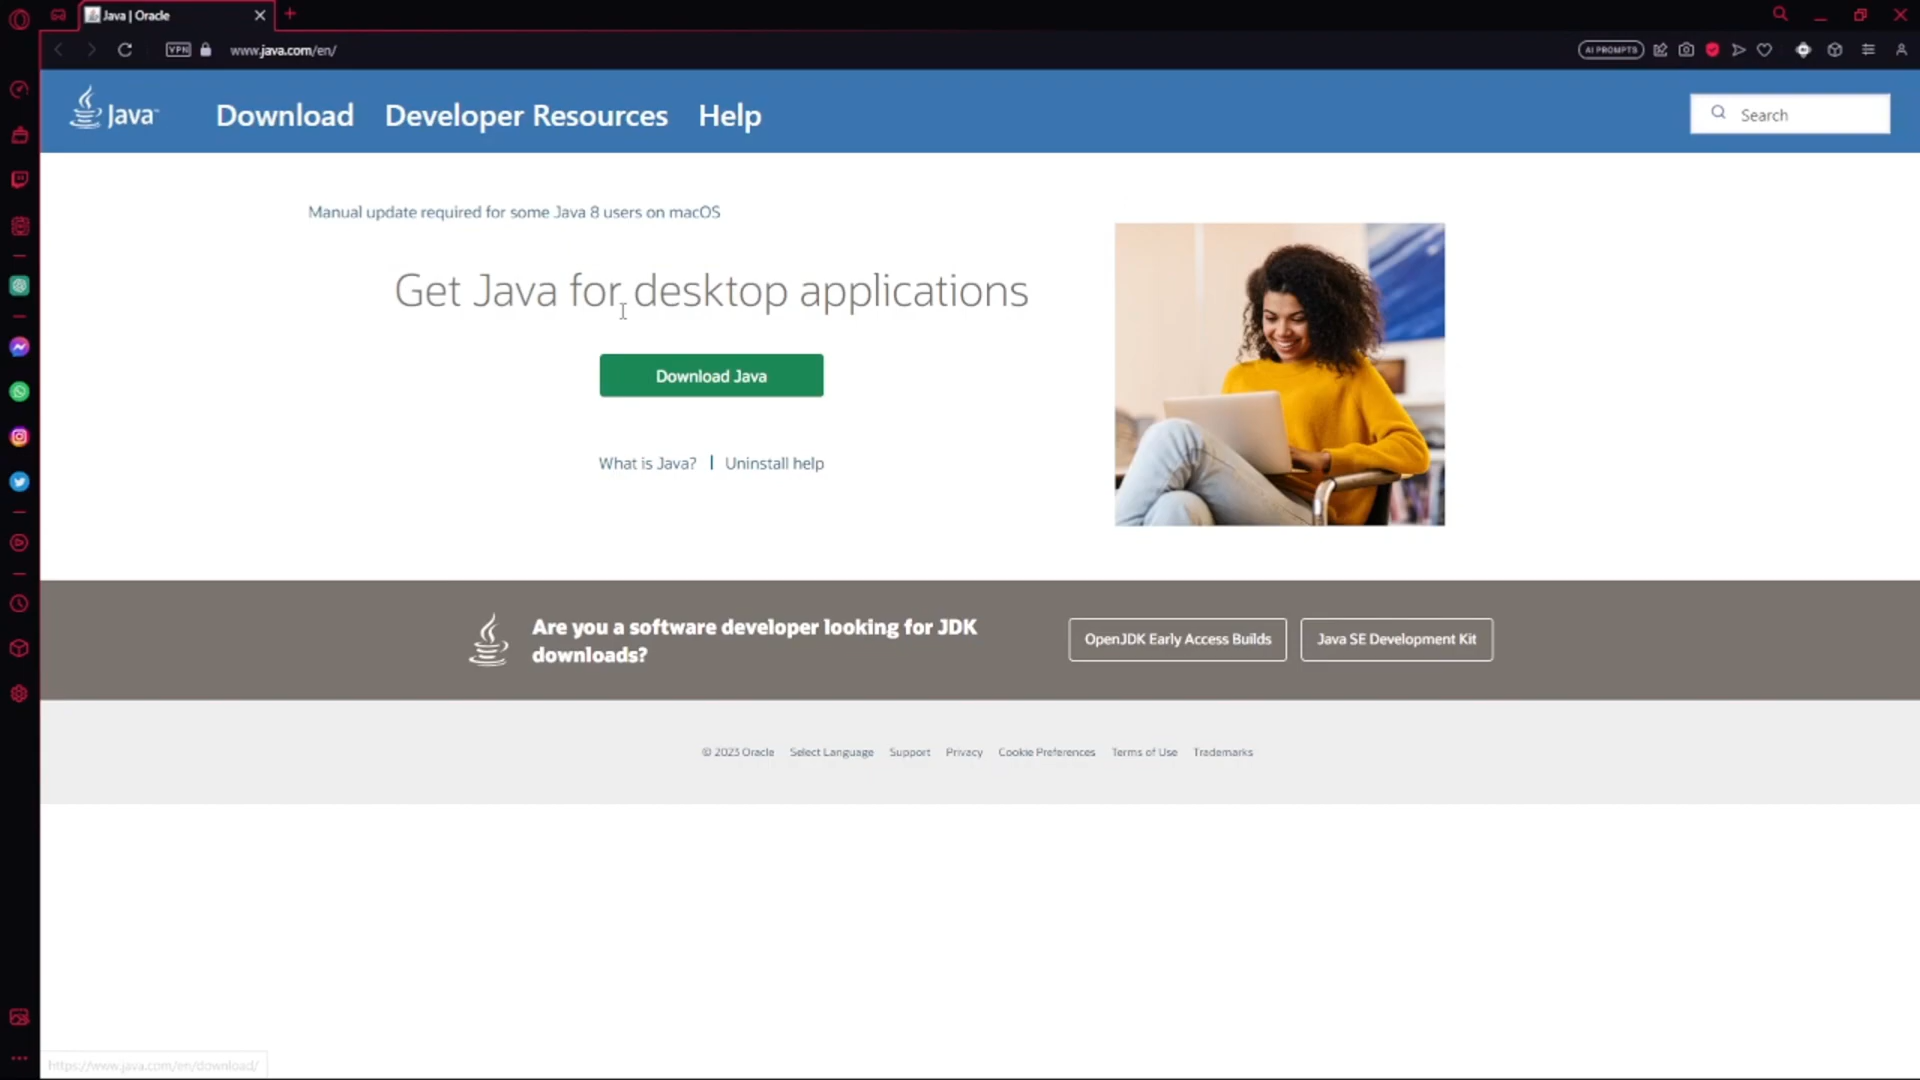 Java | Oracle
VPN
www.java.com/en/
AI PROMPTS
Java™
Download
Developer Resources
Help
Search
Manual update required for some Java 8 users on macOS
Get Java for desktop applications
Download Java
What is Java? | Uninstall help
Are you a software developer looking for JDK
downloads?
OpenJDK Early Access Builds
Java SE Development Kit
© 2023 Oracle Select Language Support Privacy Cookie Preferences Terms of Use Trademarks
https://www.java.com/en/download/